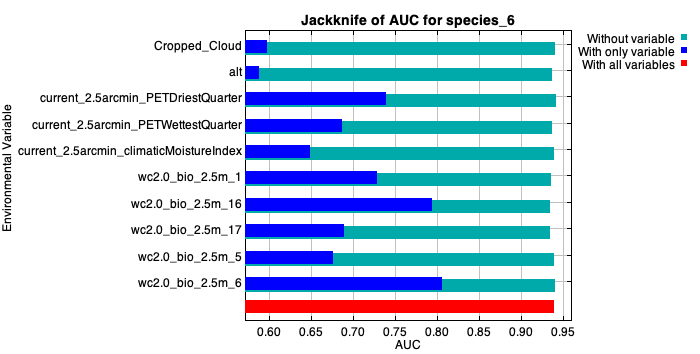 Jackknife of AUC for species_6
Without variable
With only variable
With all variables
Environmental Variable
Cropped_Cloud
alt
current_2.5arcmin_PETDriestQuarter
current_2.5arcmin_PETWettestQuarter
current_2.5arcmin_climaticMoistureIndex
wc2.0_bio_2.5m_1
wc2.0_bio_2.5m_16
wc2.0_bio_2.5m_17
wc2.0_bio_2.5m_5
wc2.0_bio_2.5m_6
0.60 0.65 0.70 0.75 0.80 0.85 0.90 0.95
AUC